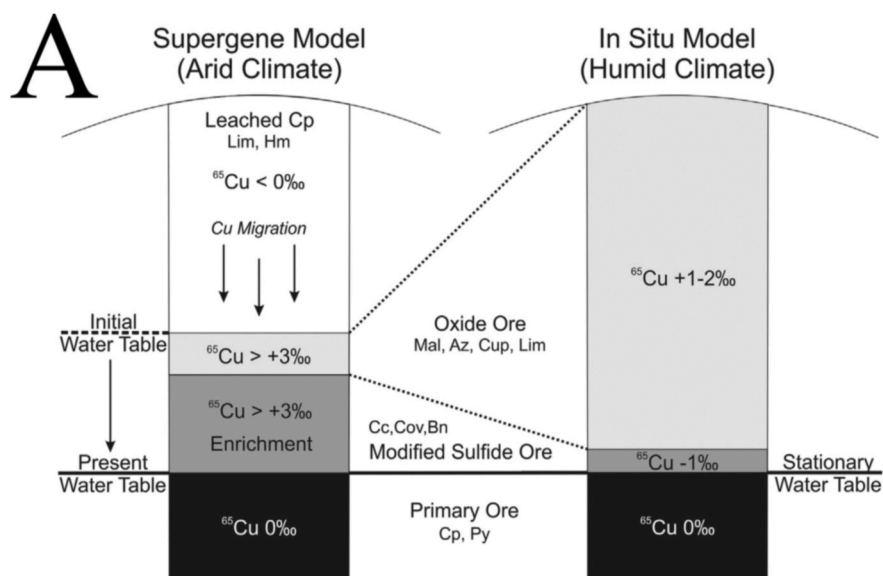 A
Supergene Model
(Arid Climate)
In Situ Model
(Humid Climate)
Leached Cp
Lim, Hm
⁶⁵Cu < 0‰
Cu Migration
Initial
Water Table
⁶⁵Cu > +3‰
⁶⁵Cu > +3‰
Enrichment
Present
Water Table
⁶⁵Cu 0‰
Oxide Ore
Mal, Az, Cup, Lim
Cc,Cov,Bn
Modified Sulfide Ore
Primary Ore
Cp, Py
⁶⁵Cu +1-2‰
⁶⁵Cu -1‰
Stationary
Water Table
⁶⁵Cu 0‰